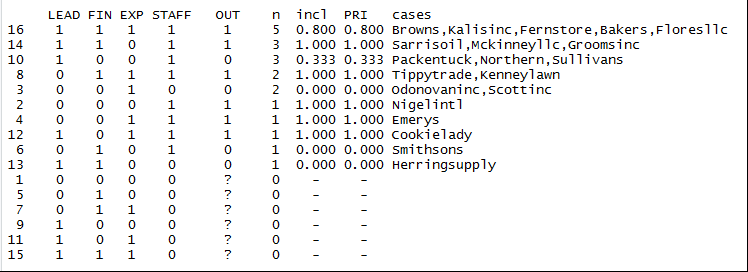 LEAD FIN EXP STAFF OUT n incl PRI cases
16 1 1 1 1 1 5 0.800 0.800 Browns,Kalisinc,Fernstore,Bakers,Floresllc
14 1 1 0 1 1 3 1.000 1.000 Sarrisoil,Mckinneyllc,Groomsinc
10 1 0 0 1 0 3 0.333 0.333 Packentuck,Northern,Sullivans
8 0 1 1 1 1 2 1.000 1.000 Tippytrade,Kenneylawn
3 0 0 1 0 0 2 0.000 0.000 Odonovaninc,Scottinc
2 0 0 0 1 1 1 1.000 1.000 Nigelintl
4 0 0 1 1 1 1 1.000 1.000 Emerys
12 1 0 1 1 1 1 1.000 1.000 Cookielady
6 0 1 0 1 0 1 0.000 0.000 Smithsons
13 1 1 0 0 0 1 0.000 0.000 Herringsupply
1 0 0 0 0 ? 0 - -
5 0 1 0 0 ? 0 - -
7 0 1 1 0 ? 0 - -
9 1 0 0 0 ? 0 - -
11 1 0 1 0 ? 0 - -
15 1 1 1 0 ? 0 - -